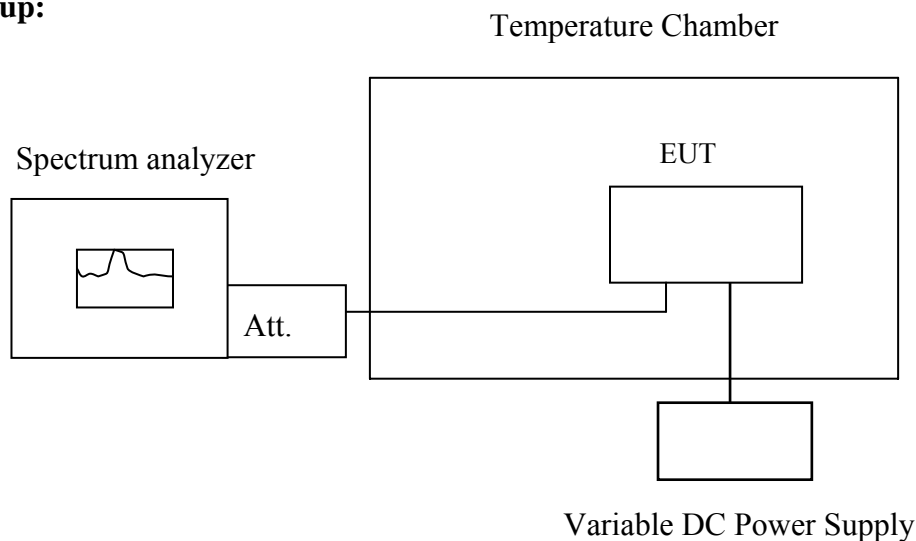 up:
Temperature Chamber
Spectrum analyzer
EUT
Att.
Variable DC Power Supply